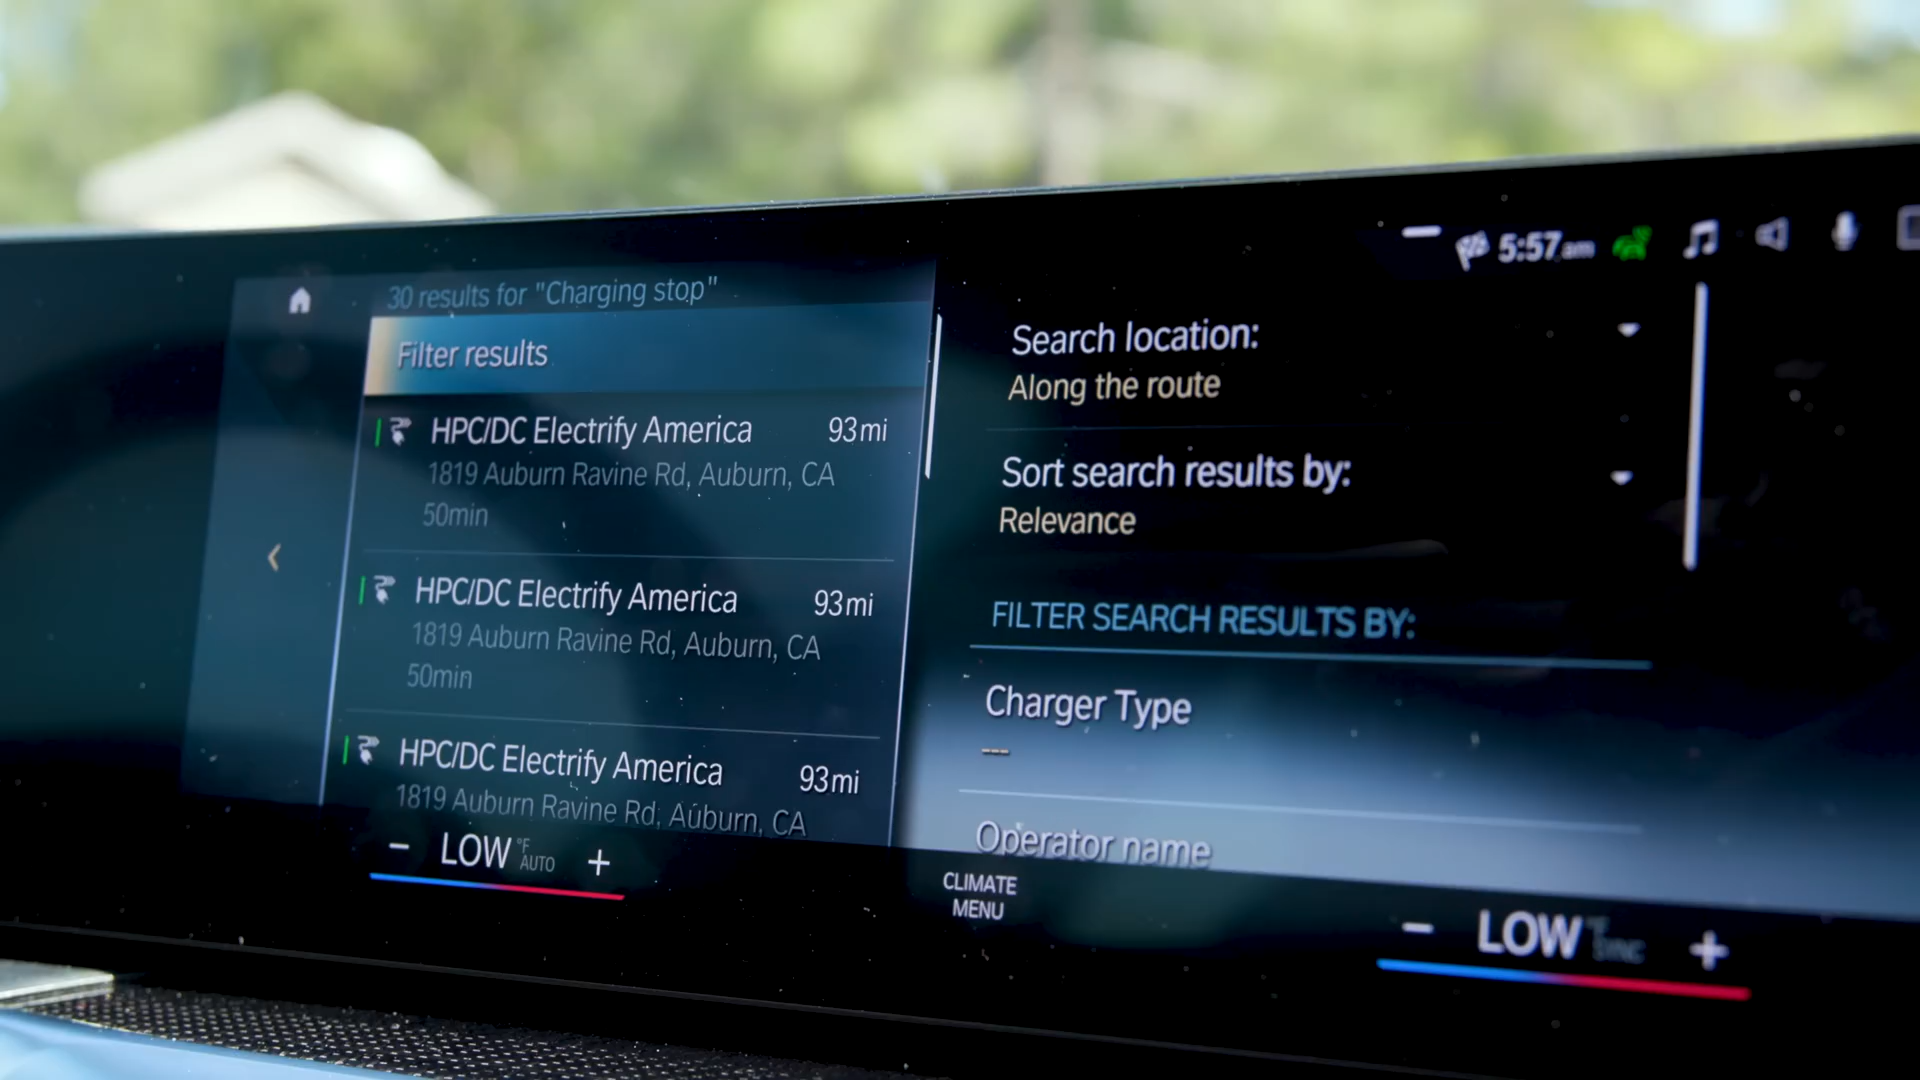 5:57am
30 results for "Charging stop"
Filter results
HPC/DC Electrify America 93mi
1819 Auburn Ravine Rd, Auburn, CA
50min
HPC/DC Electrify America 93mi
1819 Auburn Ravine Rd, Auburn, CA
50min
HPC/DC Electrify America 93mi
1819 Auburn Ravine Rd, Auburn, CA
Search location:
Along the route
Sort search results by:
Relevance
FILTER SEARCH RESULTS BY:
Charger Type
---
Operator name
- LOW °F AUTO +
CLIMATE
MENU
- LOW °F SYNC +